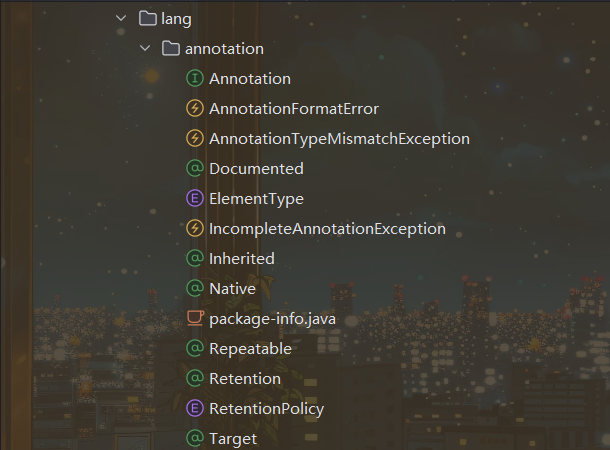 lang
annotation
Annotation
AnnotationFormatError
AnnotationTypeMismatchException
Documented
ElementType
IncompleteAnnotationException
Inherited
Native
package-info.java
Repeatable
Retention
RetentionPolicy
Target